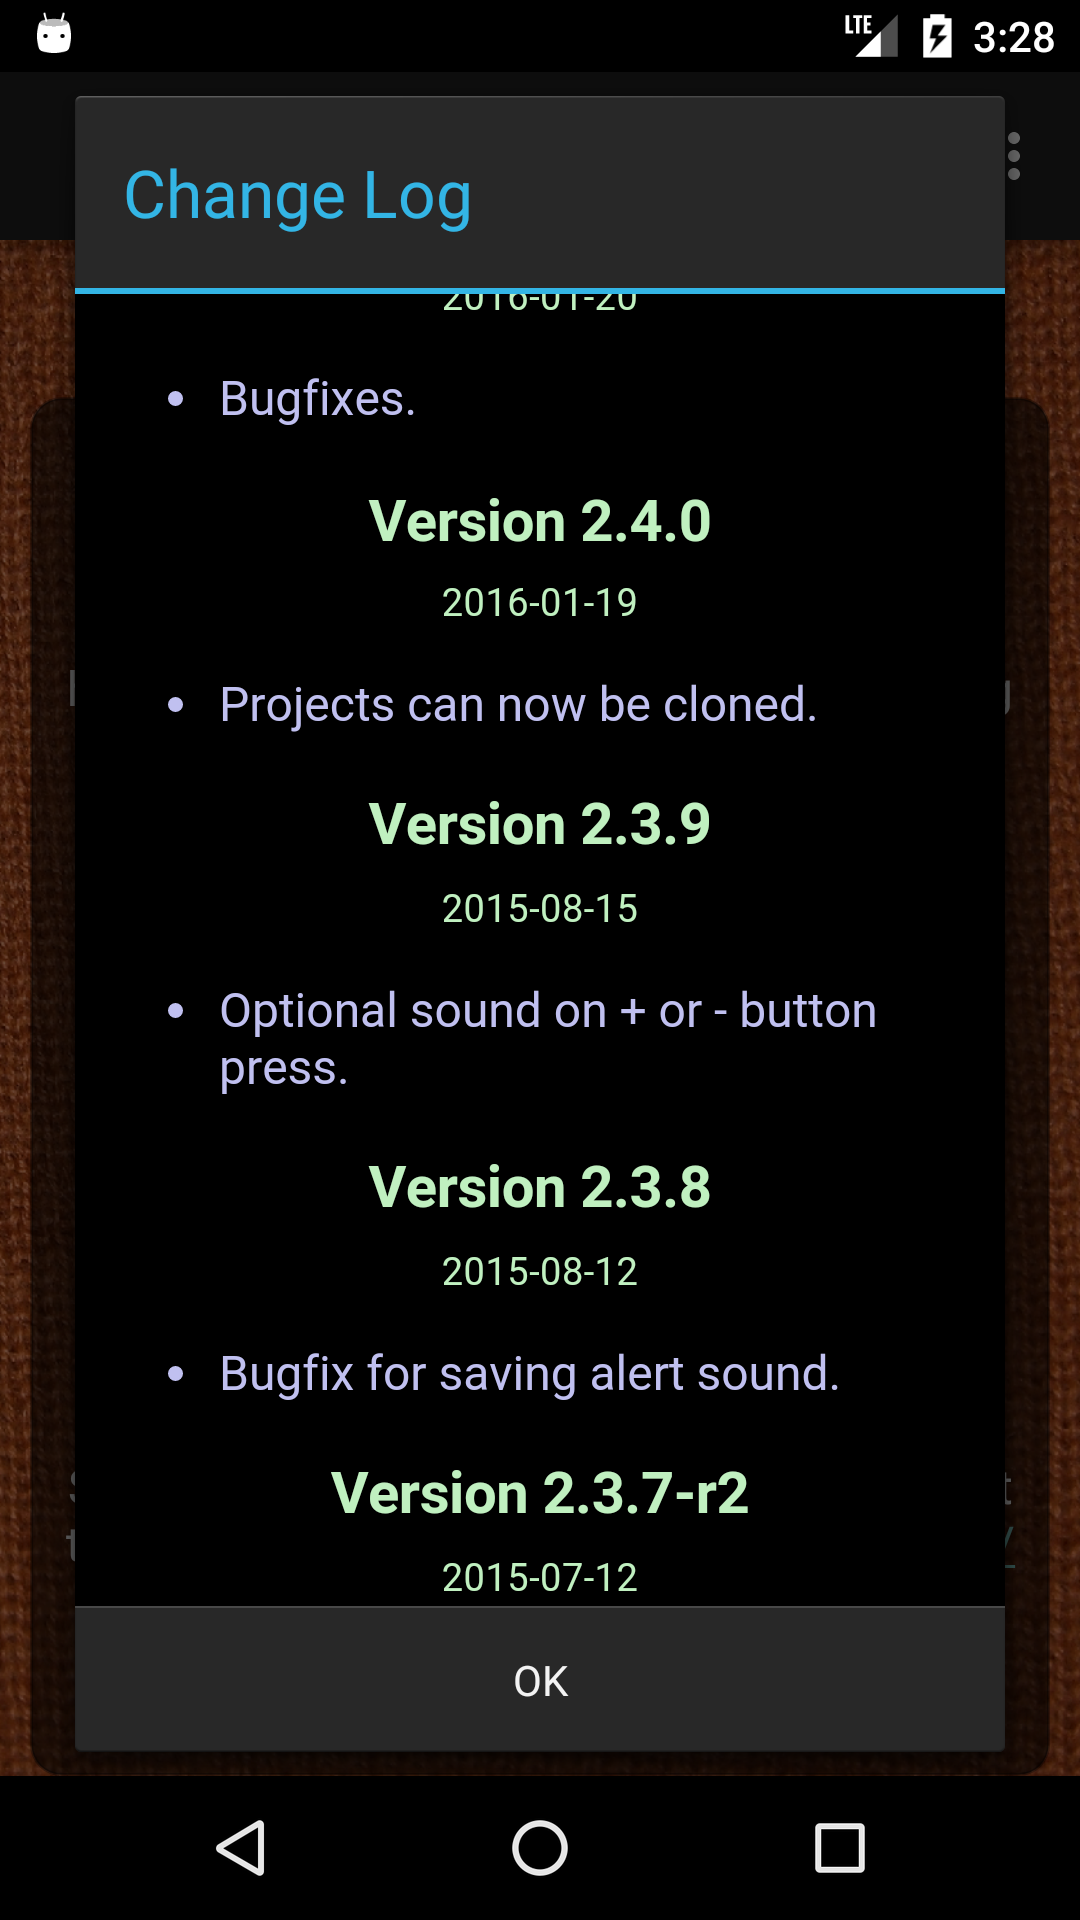 LTE 3:28
Change Log
2016-01-20
• Bugfixes.
Version 2.4.0
2016-01-19
• Projects can now be cloned.
Version 2.3.9
2015-08-15
• Optional sound on + or - button
press.
Version 2.3.8
2015-08-12
• Bugfix for saving alert sound.
Version 2.3.7-r2
2015-07-12
OK